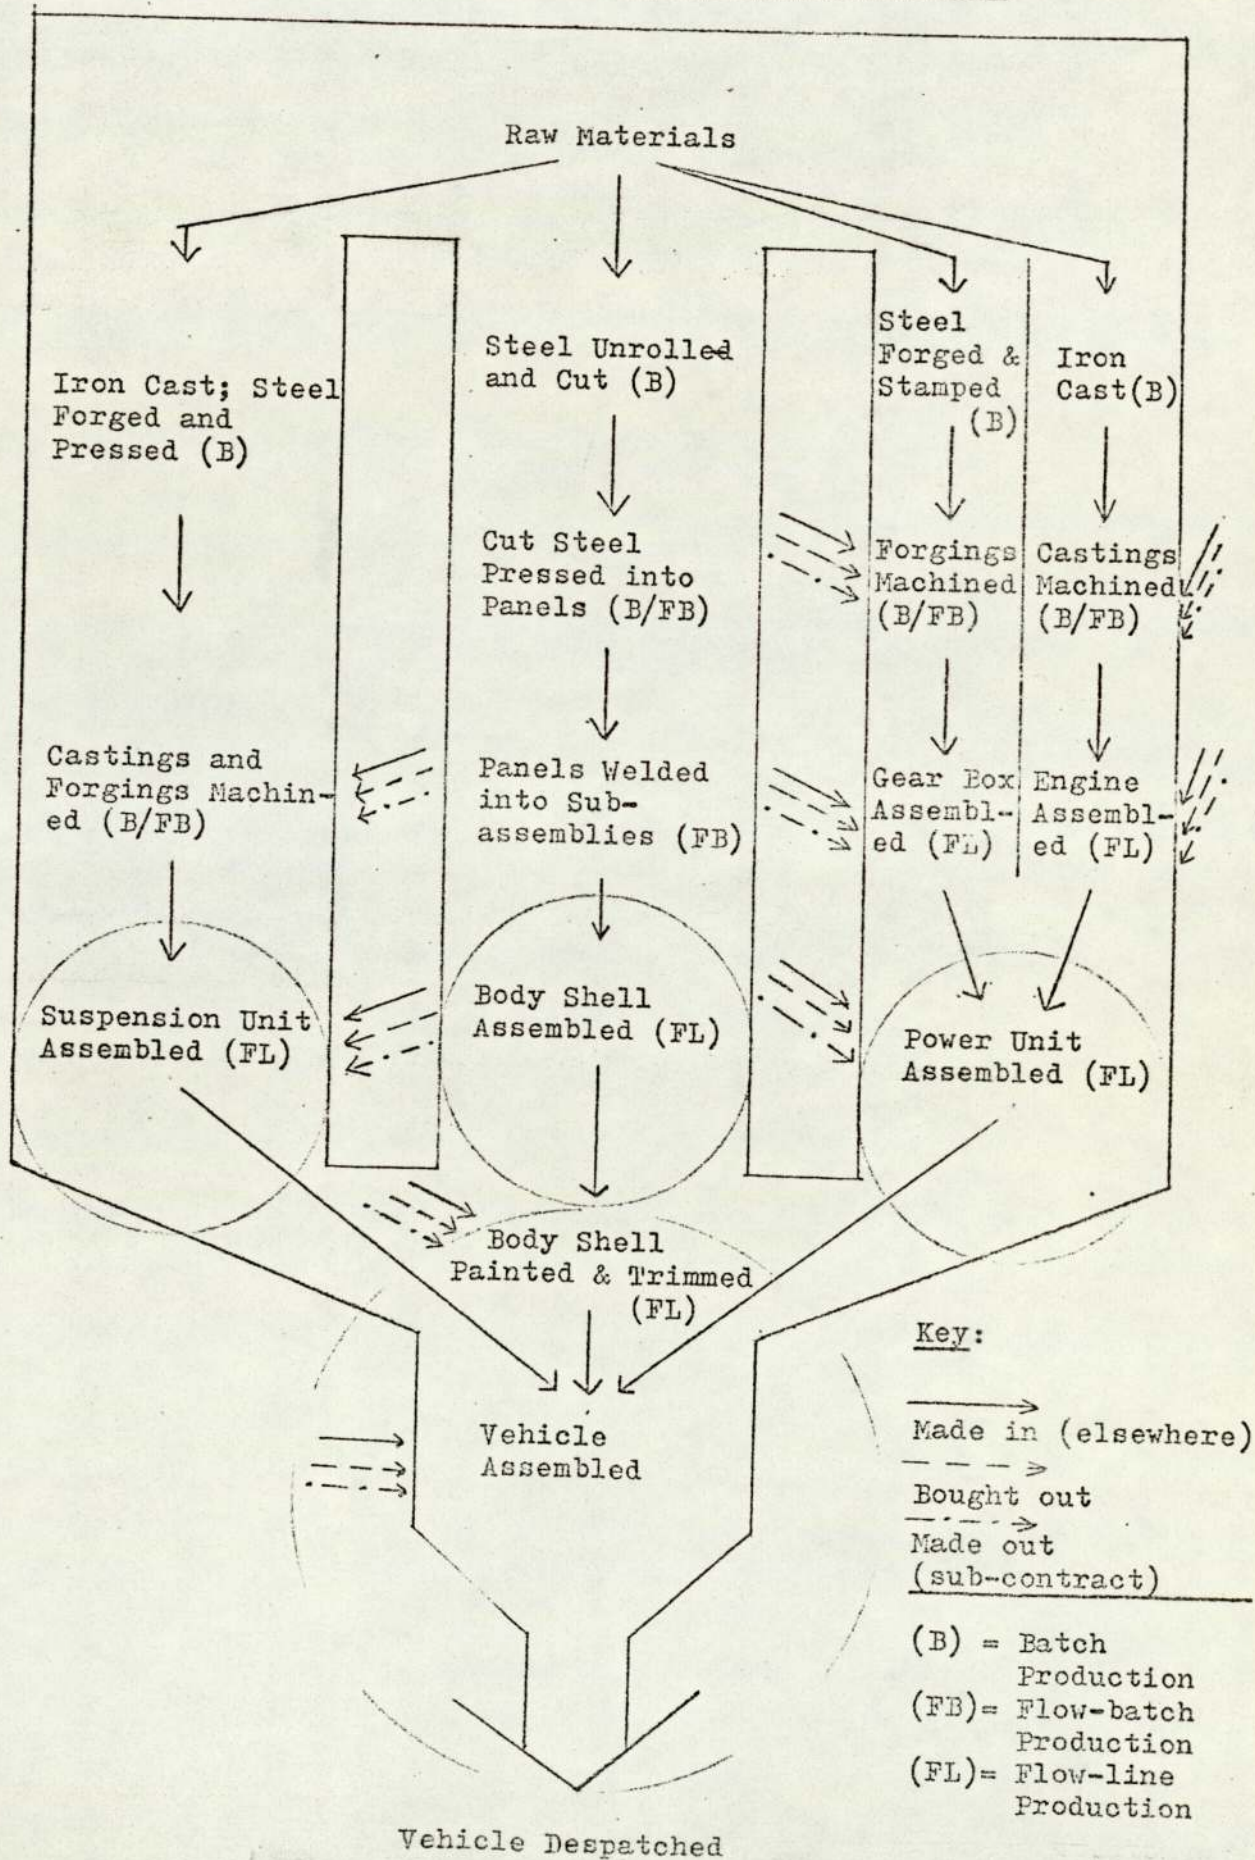 Raw Materials
Iron Cast; Steel
Forged and
Pressed (B)
Steel Unrolled
and Cut (B)
Steel
Forged &
Stamped
(B)
Iron
Cast(B)
Cut Steel
Pressed into
Panels (B/FB)
Forgings
Machined
(B/FB)
Castings
Machined
(B/FB)
Castings and
Forgings Machin-
ed (B/FB)
Panels Welded
into Sub-
assemblies (FB)
Gear Box
Assembl-
ed (FL)
Engine
Assembl-
ed (FL)
Suspension Unit
Assembled (FL)
Body Shell
Assembled (FL)
Power Unit
Assembled (FL)
Body Shell
Painted & Trimmed
(FL)
Vehicle
Assembled
Key:
Made in (elsewhere)
Bought out
Made out
(sub-contract)
(B) = Batch
Production
(FB)= Flow-batch
Production
(FL)= Flow-line
Production
Vehicle Despatched